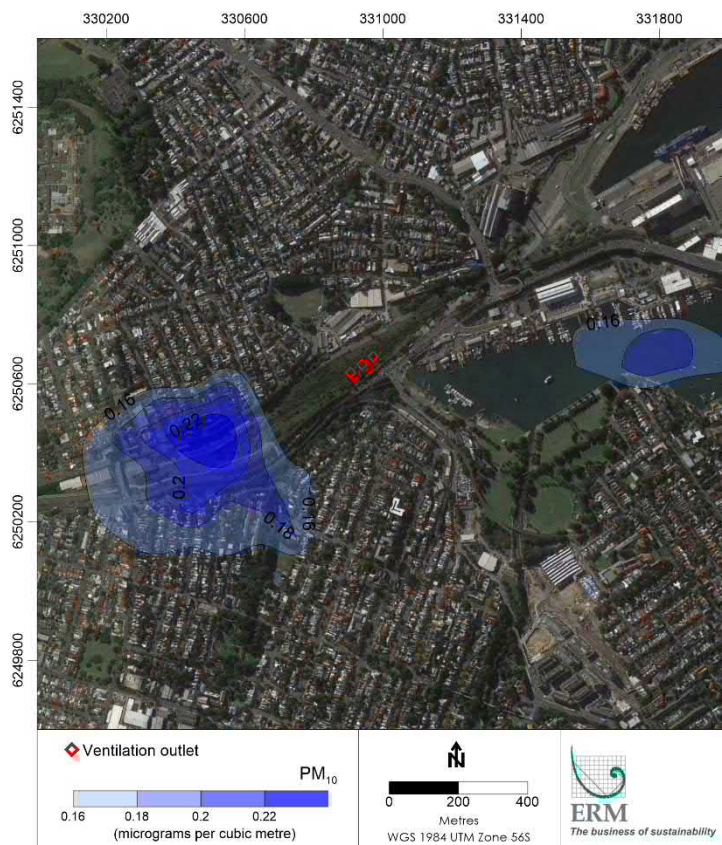 330200 330600 331000 331400 331800
6251400
6251000
6250600
6250200
6249800
0.16
0.16
0.22
0.2
0.18
0.16
Ventilation outlet
PM10
0.16 0.18 0.2 0.22
(micrograms per cubic metre)
N
0 200 400
Metres
WGS 1984 UTM Zone 56S
ERM
The business of sustainability